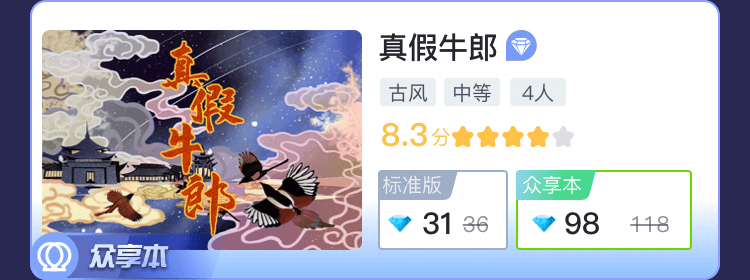 真假牛郎
真假牛郎
古风 中等 4人
8.3分
标准版 众享本
31 36 98 118
众享本